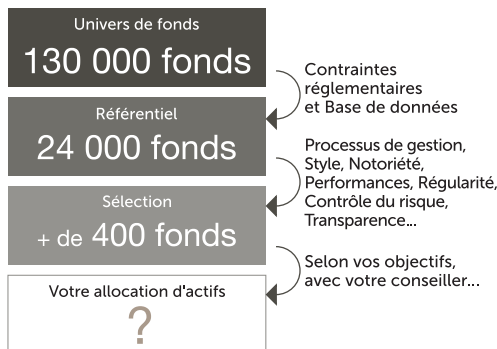 Univers de fonds
130 000 fonds
Contraintes
réglementaires
et Base de données
Référentiel
24 000 fonds
Processus de gestion,
Style, Notoriété,
Performances, Régularité,
Contrôle du risque,
Transparence...
Sélection
+ de 400 fonds
Selon vos objectifs,
avec votre conseiller...
Votre allocation d'actifs
?